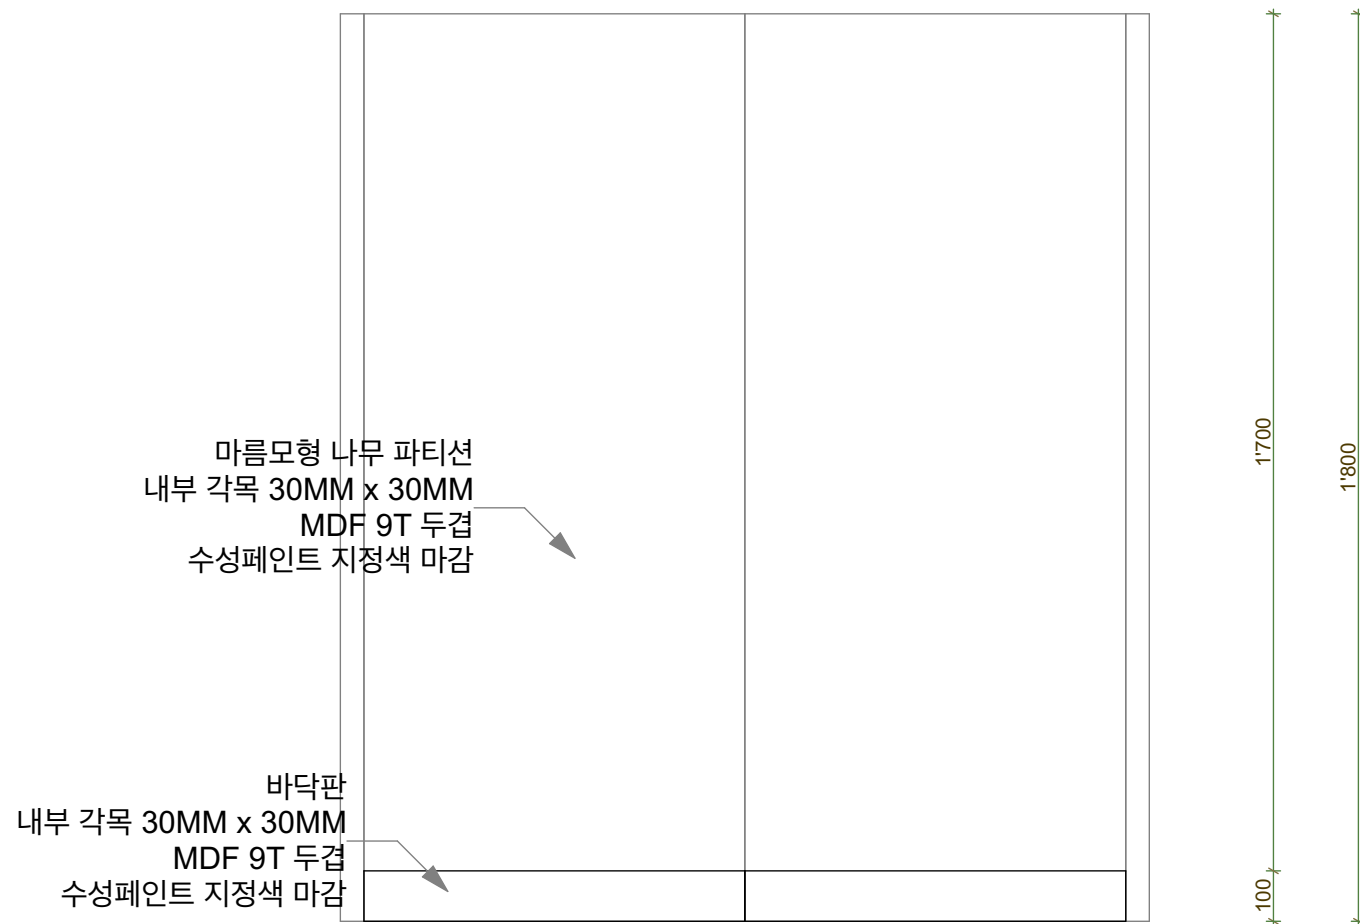 마름모형 나무 파티션
내부 각목 30MM x 30MM
MDF 9T 두겹
수성페인트 지정색 마감
바닥판
내부 각목 30MM x 30MM
MDF 9T 두겹
수성페인트 지정색 마감
1'700
100
1'800